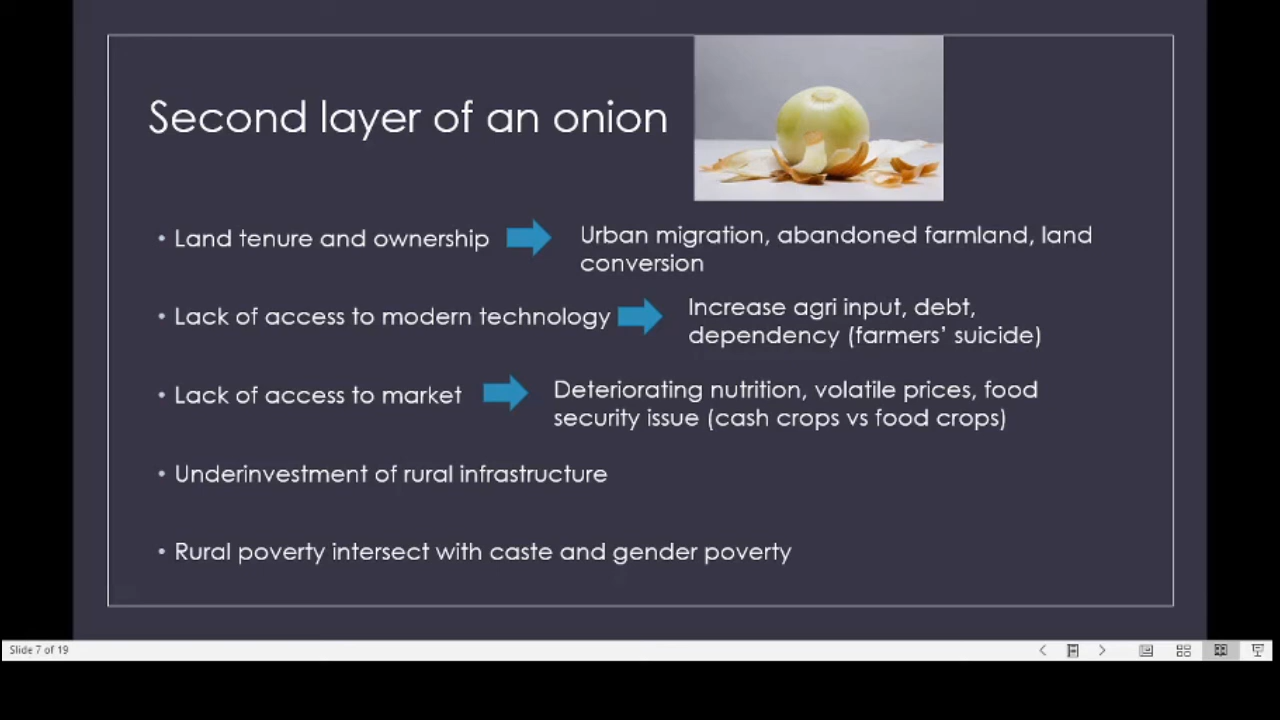 Second layer of an onion
• Land tenure and ownership
Urban migration, abandoned farmland, land
conversion
• Lack of access to modern technology
Increase agri input, debt,
dependency (farmers' suicide)
• Lack of access to market
Deteriorating nutrition, volatile prices, food
security issue (cash crops vs food crops)
• Underinvestment of rural infrastructure
• Rural poverty intersect with caste and gender poverty
Slide 7 of 19